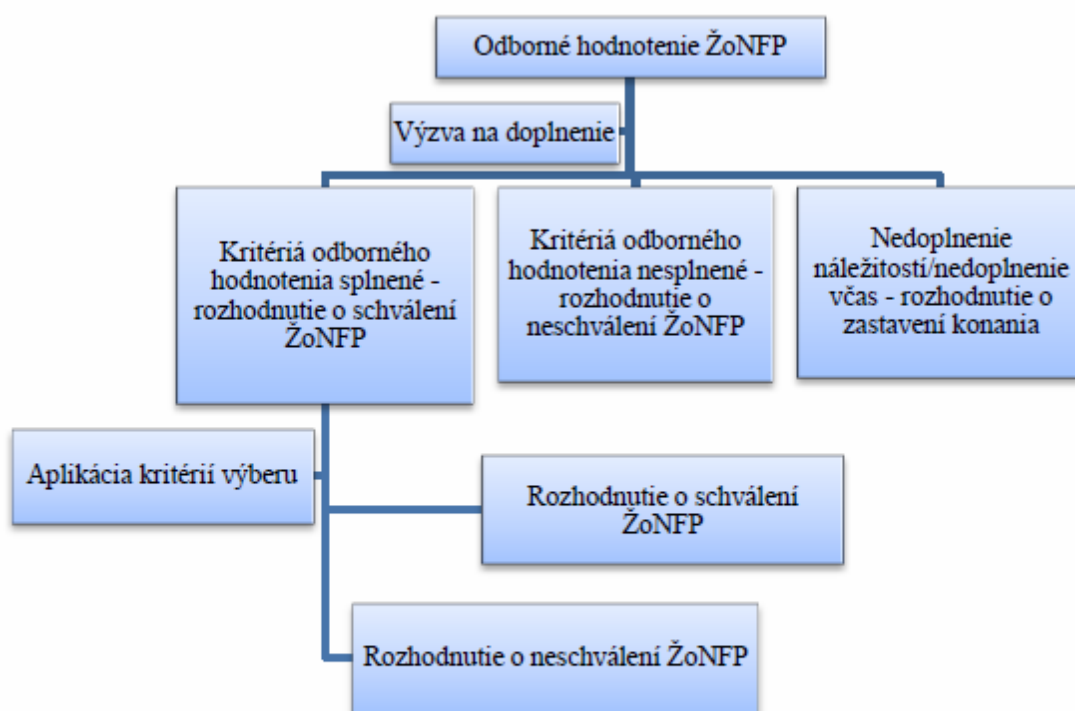 Odborné hodnotenie ŽoNFP
Výzva na doplnenie
Kritériá odborného
hodnotenia splnené -
rozhodnutie o schválení
ŽoNFP
Kritériá odborného
hodnotenia nesplnené -
rozhodnutie o
neschválení ŽoNFP
Nedoplnenie
náležitostí/nedoplnenie
včas - rozhodnutie o
zastavení konania
Aplikácia kritérií výberu
Rozhodnutie o schválení
ŽoNFP
Rozhodnutie o neschválení ŽoNFP